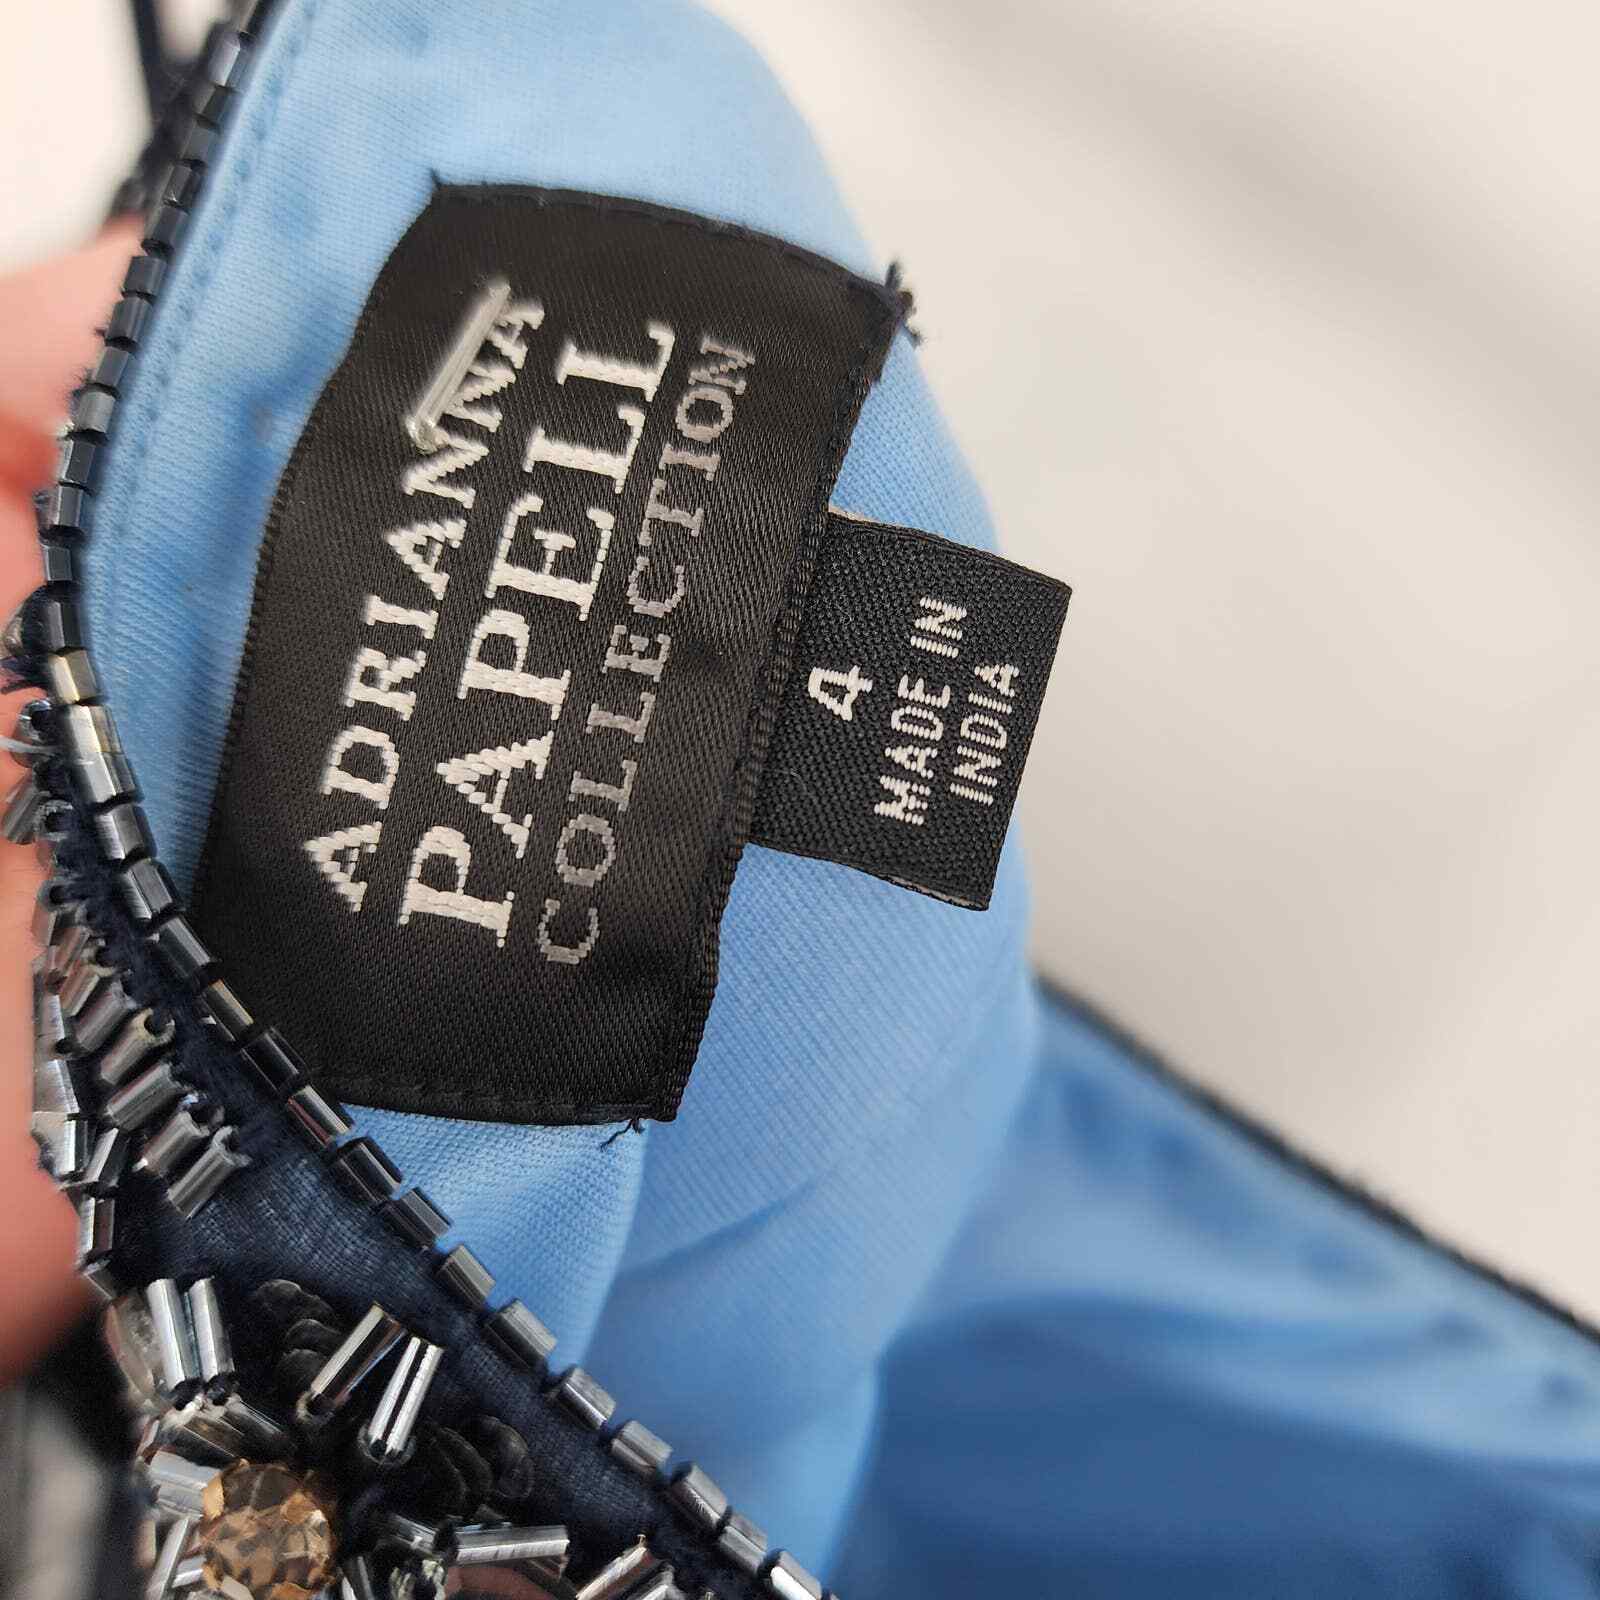 ADRIANNA
PAPELL
COLLECTION
4
MADE IN
INDIA